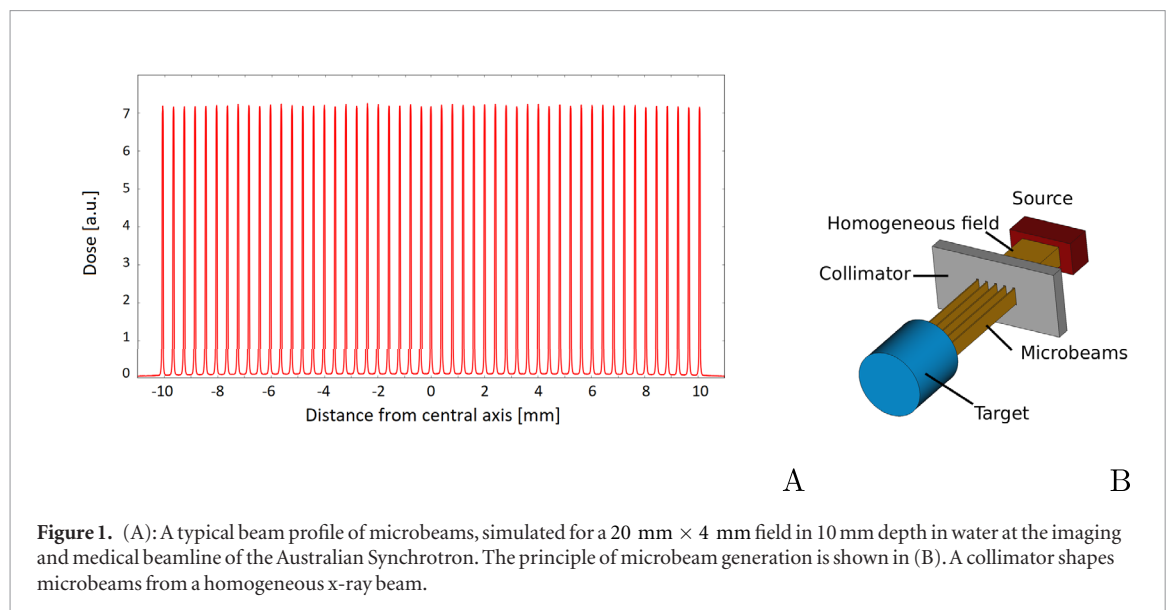 7
6
5
4
3
2
1
0
Dose [a.u.]
-10 -8 -6 -4 -2 0 2 4 6 8 10
Distance from central axis [mm]
Source
Homogeneous field
Collimator
Microbeams
Target
A
B
Figure 1. (A): A typical beam profile of microbeams, simulated for a 20 mm × 4 mm field in 10 mm depth in water at the imaging
and medical beamline of the Australian Synchrotron. The principle of microbeam generation is shown in (B). A collimator shapes
microbeams from a homogeneous x-ray beam.